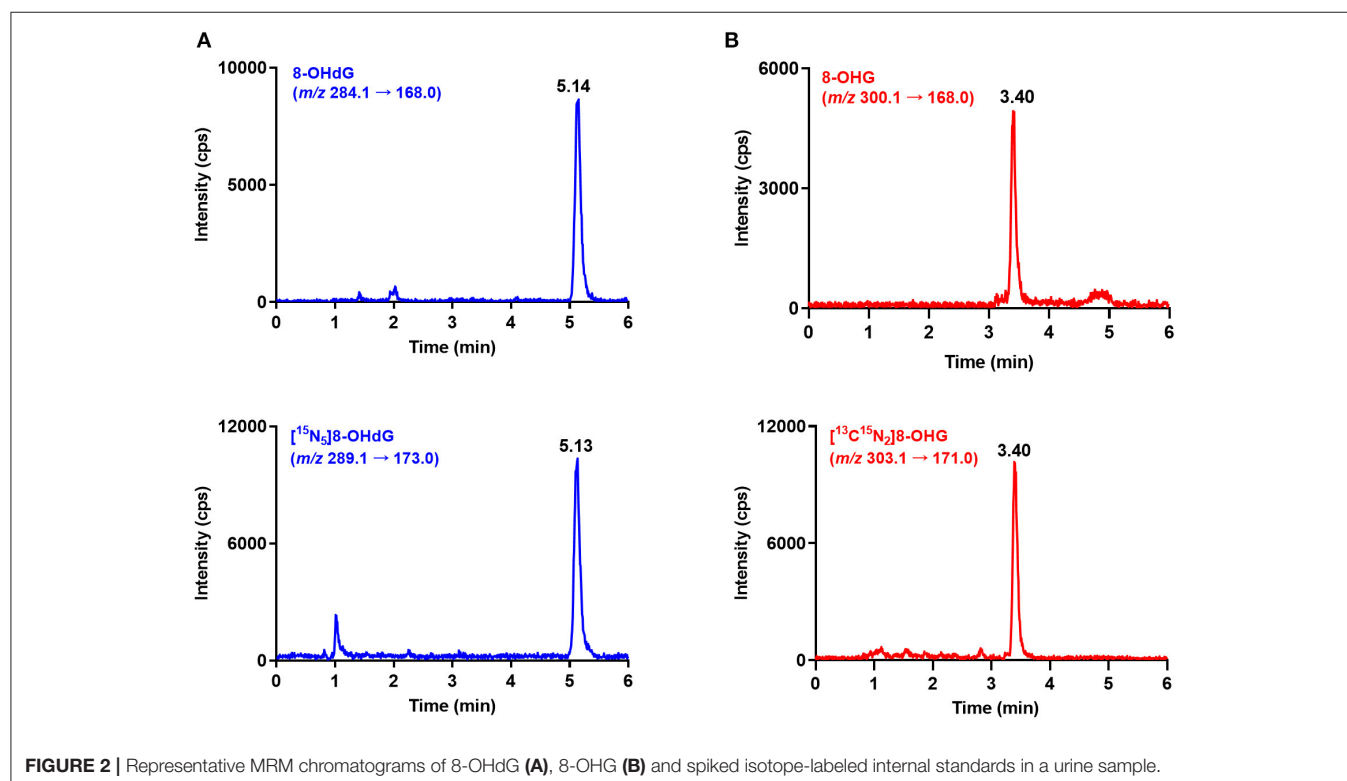 A
8-OHdG
(m/z 284.1 → 168.0)
5.14
10000
5000
0
Intensity (cps)
0 1 2 3 4 5 6
Time (min)
[¹⁵N₅]8-OHdG
(m/z 289.1 → 173.0)
5.13
12000
6000
0
Intensity (cps)
0 1 2 3 4 5 6
Time (min)
B
8-OHG
(m/z 300.1 → 168.0)
3.40
6000
3000
0
Intensity (cps)
0 1 2 3 4 5 6
Time (min)
[¹³C¹⁵N₂]8-OHG
(m/z 303.1 → 171.0)
3.40
12000
6000
0
Intensity (cps)
0 1 2 3 4 5 6
Time (min)
FIGURE 2 | Representative MRM chromatograms of 8-OHdG (A), 8-OHG (B) and spiked isotope-labeled internal standards in a urine sample.